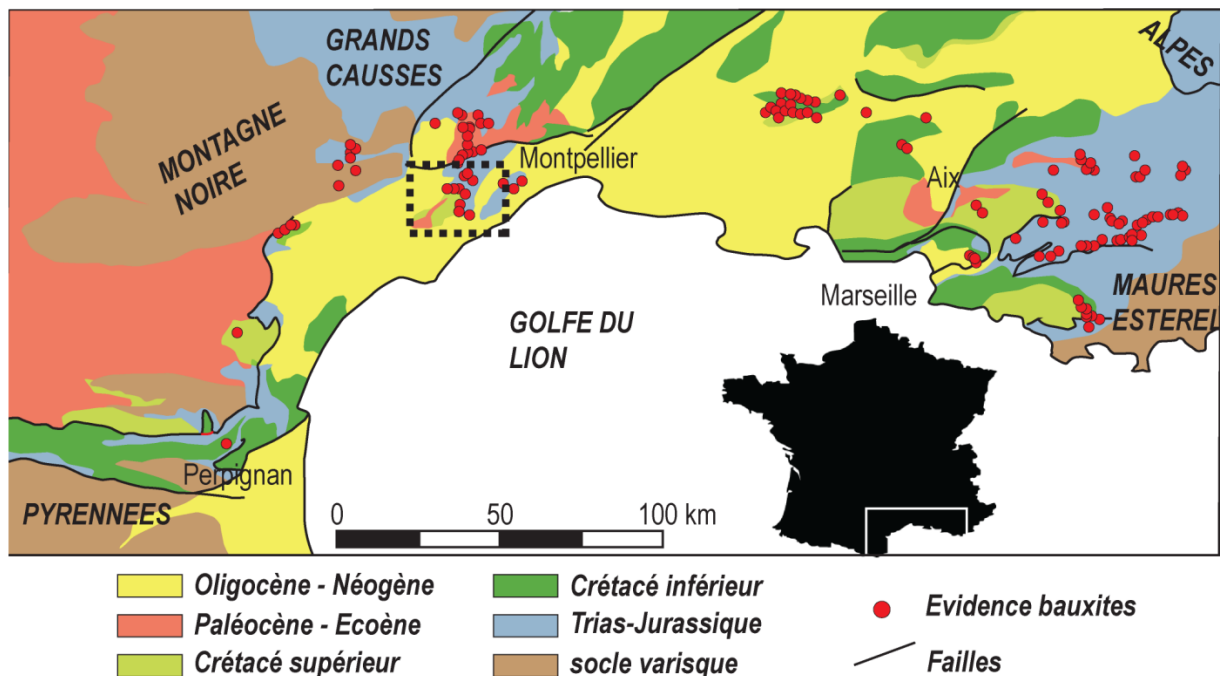 GRANDS
CAUSSES
ALPES
MONTAGNE
NOIRE
Montpellier
Aix
GOLFE DU
LION
Marseille
MAURES
ESTEREL
Perpignan
PYRENNEES
0 50 100 km
Oligocène - Néogène
Paléocène - Ecoène
Crétacé supérieur
Crétacé inférieur
Trias-Jurassique
socle varisque
Evidence bauxites
Failles